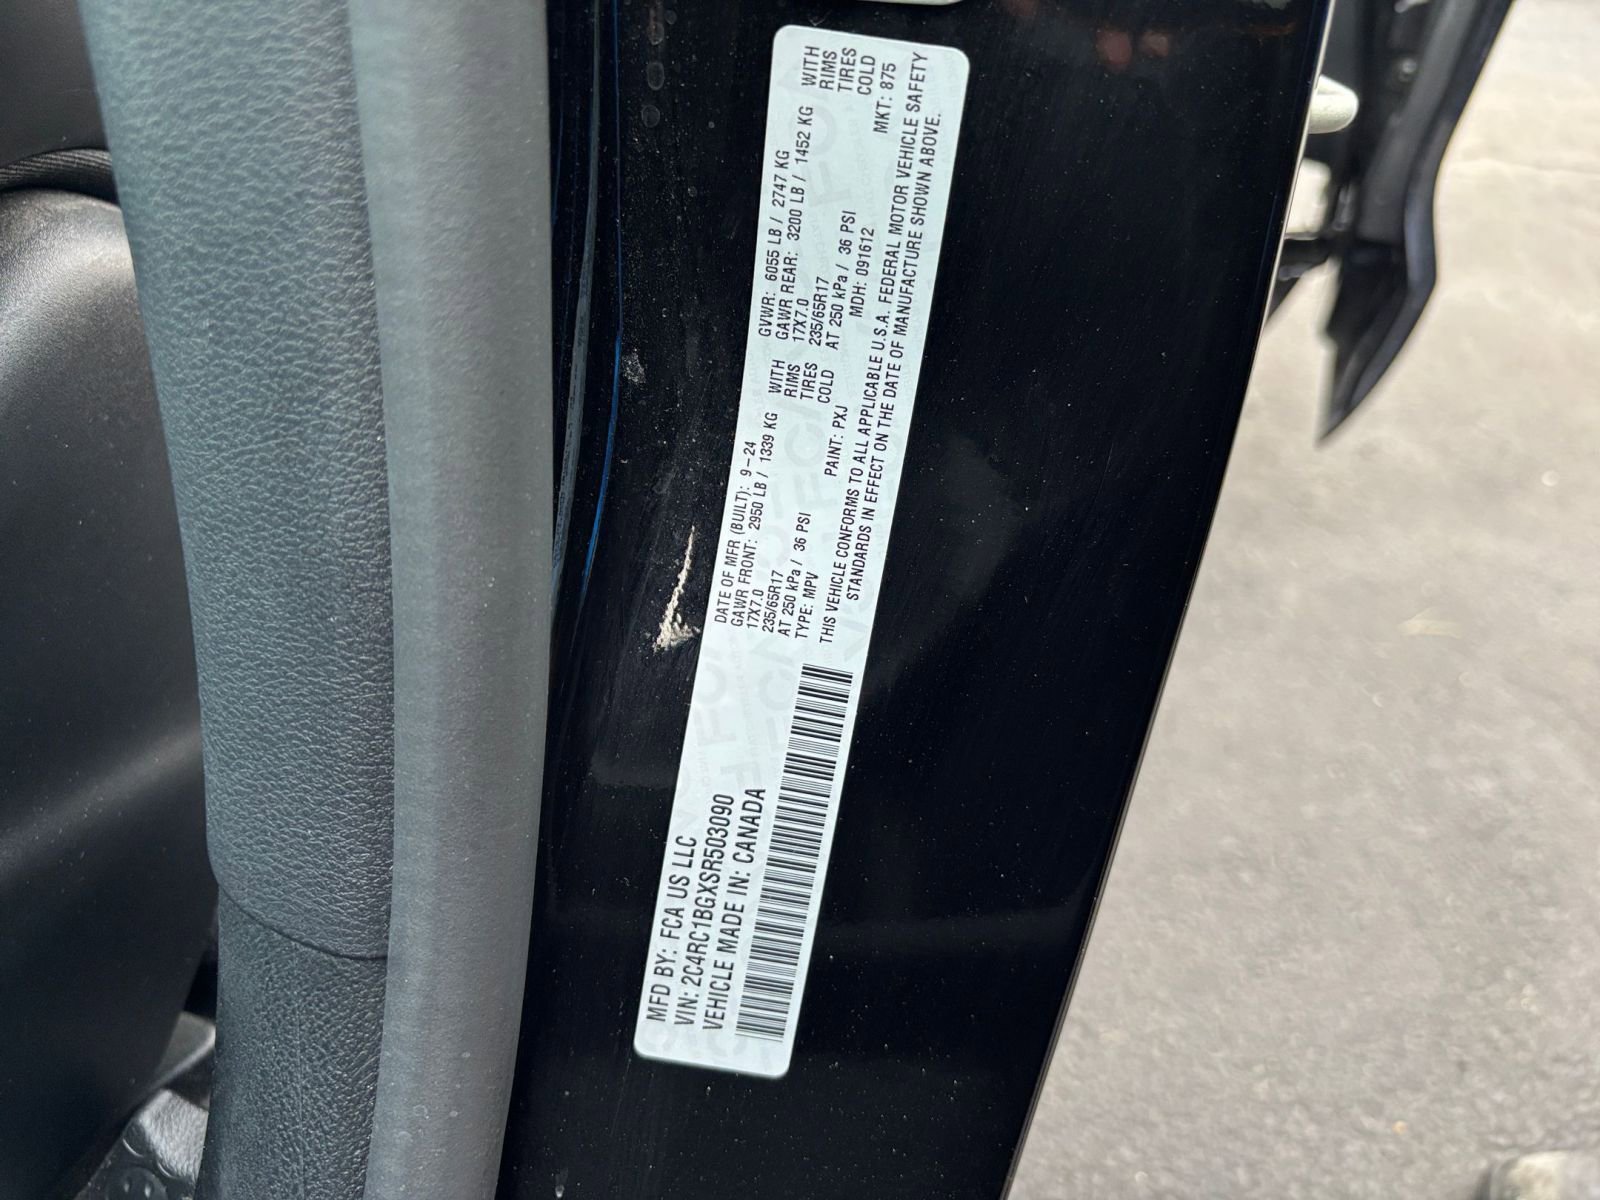 MFD BY: FCA US LLC
VIN: 2C4RC1BGXSR503090
VEHICLE MADE IN: CANADA
DATE OF MFR (BUILT): 9-24 GVWR: 6055 LB / 2747 KG
GAWR FRONT: 2950 LB / 1339 KG WITH GAWR REAR: 3200 LB / 1452 KG WITH
17X7.0 RIMS 17X7.0 RIMS
235/65R17 TIRES 235/65R17 TIRES
AT 250 kPa / 36 PSI COLD AT 250 kPa / 36 PSI COLD
TYPE: MPV PAINT: PXJ MDH: 091612 MKT: 875
THIS VEHICLE CONFORMS TO ALL APPLICABLE U.S.A. FEDERAL MOTOR VEHICLE SAFETY
STANDARDS IN EFFECT ON THE DATE OF MANUFACTURE SHOWN ABOVE.